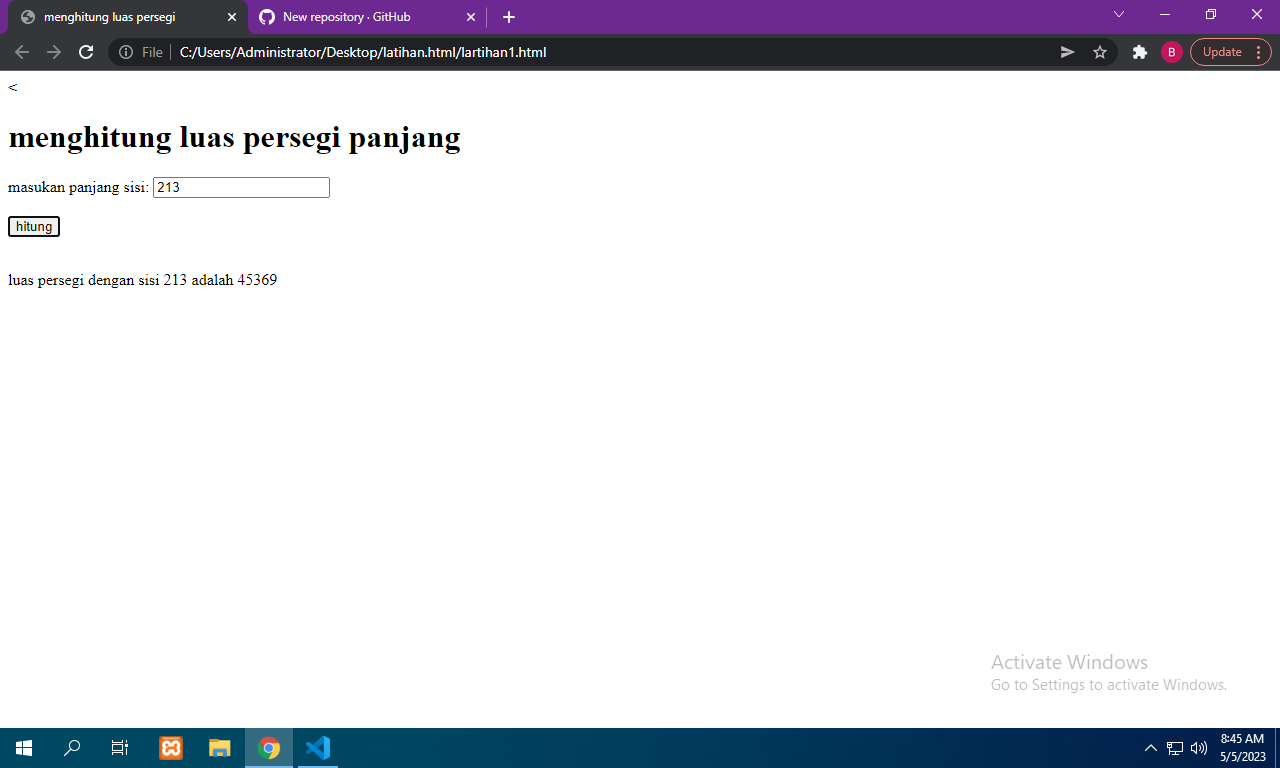 menghitung luas persegi
New repository · GitHub
File
C:/Users/Administrator/Desktop/latihan.html/lartihan1.html
B
Update
<
menghitung luas persegi panjang
masukan panjang sisi: 213
hitung
luas persegi dengan sisi 213 adalah 45369
Activate Windows
Go to Settings to activate Windows.
8:45 AM
5/5/2023